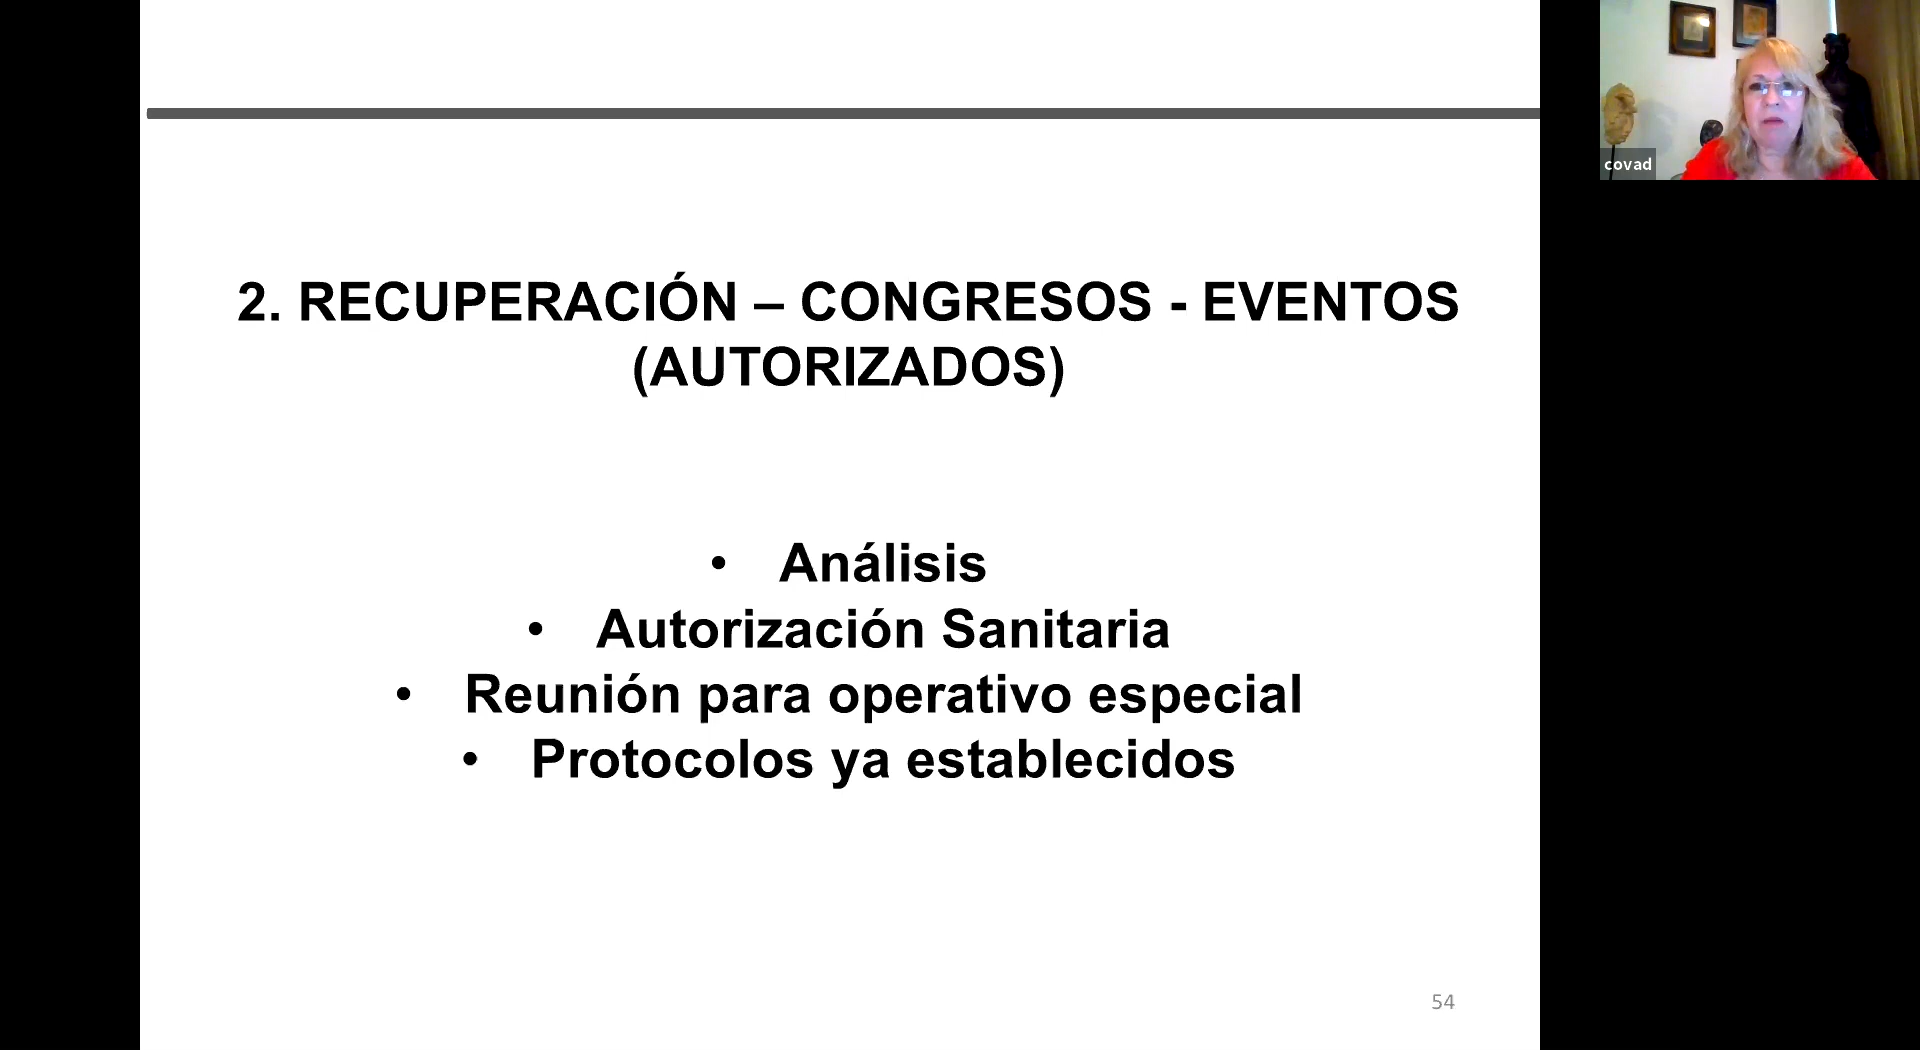 2. RECUPERACIÓN – CONGRESOS - EVENTOS
(AUTORIZADOS)
• Análisis
• Autorización Sanitaria
• Reunión para operativo especial
• Protocolos ya establecidos
54
covad